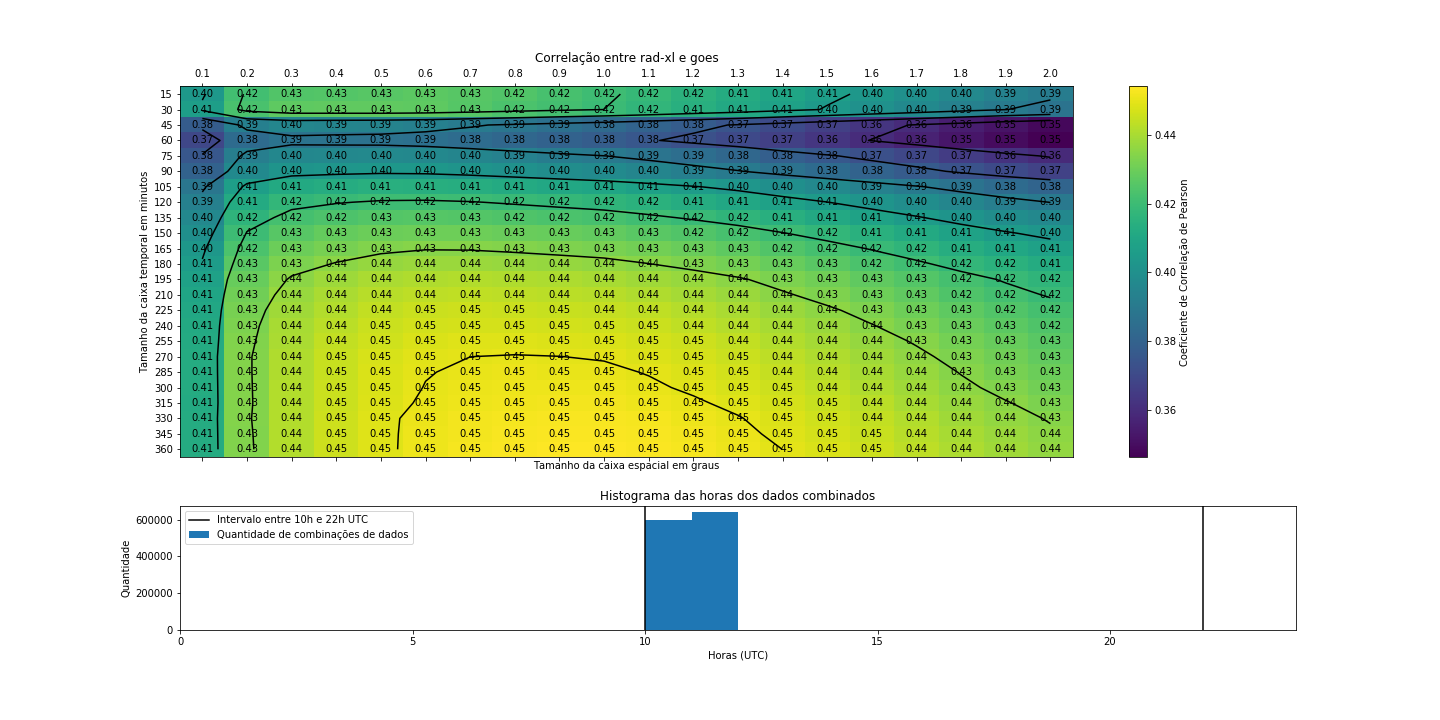 Correlação entre rad-xl e goes
0.1 0.2 0.3 0.4 0.5 0.6 0.7 0.8 0.9 1.0 1.1 1.2 1.3 1.4 1.5 1.6 1.7 1.8 1.9 2.0
15 0.40 0.42 0.43 0.43 0.43 0.43 0.43 0.42 0.42 0.42 0.42 0.42 0.41 0.41 0.41 0.40 0.40 0.40 0.39 0.39
30 0.41 0.42 0.43 0.43 0.43 0.43 0.43 0.42 0.42 0.42 0.42 0.41 0.41 0.41 0.40 0.40 0.40 0.39 0.39 0.39
45 0.38 0.39 0.40 0.39 0.39 0.39 0.39 0.39 0.39 0.38 0.38 0.38 0.37 0.37 0.37 0.36 0.36 0.36 0.35 0.35
60 0.37 0.38 0.39 0.39 0.39 0.39 0.38 0.38 0.38 0.38 0.38 0.37 0.37 0.37 0.36 0.36 0.36 0.35 0.35 0.35
75 0.38 0.39 0.40 0.40 0.40 0.40 0.40 0.39 0.39 0.39 0.39 0.39 0.38 0.38 0.38 0.37 0.37 0.37 0.36 0.36
90 0.38 0.40 0.40 0.40 0.40 0.40 0.40 0.40 0.40 0.40 0.40 0.39 0.39 0.39 0.38 0.38 0.38 0.37 0.37 0.37
105 0.39 0.41 0.41 0.41 0.41 0.41 0.41 0.41 0.41 0.41 0.41 0.41 0.40 0.40 0.40 0.39 0.39 0.39 0.38 0.38
120 0.39 0.41 0.42 0.42 0.42 0.42 0.42 0.42 0.42 0.42 0.42 0.41 0.41 0.41 0.41 0.40 0.40 0.40 0.39 0.39
135 0.40 0.42 0.42 0.42 0.43 0.43 0.43 0.42 0.42 0.42 0.42 0.42 0.41 0.41 0.41 0.41 0.41 0.40 0.40 0.40
150 0.40 0.42 0.43 0.43 0.43 0.43 0.43 0.43 0.43 0.43 0.43 0.42 0.42 0.42 0.42 0.41 0.41 0.41 0.41 0.40
165 0.40 0.42 0.43 0.43 0.43 0.43 0.43 0.43 0.43 0.43 0.43 0.43 0.43 0.43 0.42 0.42 0.42 0.41 0.41 0.41
180 0.41 0.43 0.43 0.44 0.44 0.44 0.44 0.44 0.44 0.44 0.44 0.43 0.43 0.43 0.43 0.42 0.42 0.42 0.42 0.41
195 0.41 0.43 0.44 0.44 0.44 0.44 0.44 0.44 0.44 0.44 0.44 0.44 0.44 0.43 0.43 0.43 0.43 0.42 0.42 0.42
210 0.41 0.43 0.44 0.44 0.44 0.44 0.44 0.44 0.44 0.44 0.44 0.44 0.44 0.44 0.43 0.43 0.43 0.42 0.42 0.42
225 0.41 0.43 0.44 0.44 0.44 0.45 0.45 0.45 0.45 0.45 0.44 0.44 0.44 0.44 0.44 0.43 0.43 0.43 0.42 0.42
240 0.41 0.43 0.44 0.44 0.45 0.45 0.45 0.45 0.45 0.45 0.45 0.44 0.44 0.44 0.44 0.44 0.43 0.43 0.43 0.42
255 0.41 0.43 0.44 0.44 0.45 0.45 0.45 0.45 0.45 0.45 0.45 0.45 0.44 0.44 0.44 0.44 0.43 0.43 0.43 0.43
270 0.41 0.43 0.44 0.45 0.45 0.45 0.45 0.45 0.45 0.45 0.45 0.45 0.45 0.44 0.44 0.44 0.44 0.43 0.43 0.43
285 0.41 0.43 0.44 0.45 0.45 0.45 0.45 0.45 0.45 0.45 0.45 0.45 0.45 0.44 0.44 0.44 0.44 0.43 0.43 0.43
300 0.41 0.43 0.44 0.45 0.45 0.45 0.45 0.45 0.45 0.45 0.45 0.45 0.45 0.44 0.44 0.44 0.44 0.44 0.43 0.43
315 0.41 0.43 0.44 0.45 0.45 0.45 0.45 0.45 0.45 0.45 0.45 0.45 0.45 0.45 0.44 0.44 0.44 0.44 0.44 0.43
330 0.41 0.43 0.44 0.45 0.45 0.45 0.45 0.45 0.45 0.45 0.45 0.45 0.45 0.45 0.45 0.44 0.44 0.44 0.44 0.43
345 0.41 0.43 0.44 0.45 0.45 0.45 0.45 0.45 0.45 0.45 0.45 0.45 0.45 0.45 0.45 0.44 0.44 0.44 0.44 0.44
360 0.41 0.43 0.44 0.45 0.45 0.45 0.45 0.45 0.45 0.45 0.45 0.45 0.45 0.45 0.45 0.45 0.44 0.44 0.44 0.44
Tamanho da caixa temporal em minutos
Tamanho da caixa espacial em graus
0.44
0.42
0.40
0.38
0.36
Coeficiente de Correlação de Pearson
Histograma das horas dos dados combinados
Intervalo entre 10h e 22h UTC
Quantidade de combinações de dados
600000
400000
200000
0
Quantidade
0 5 10 15 20
Horas (UTC)